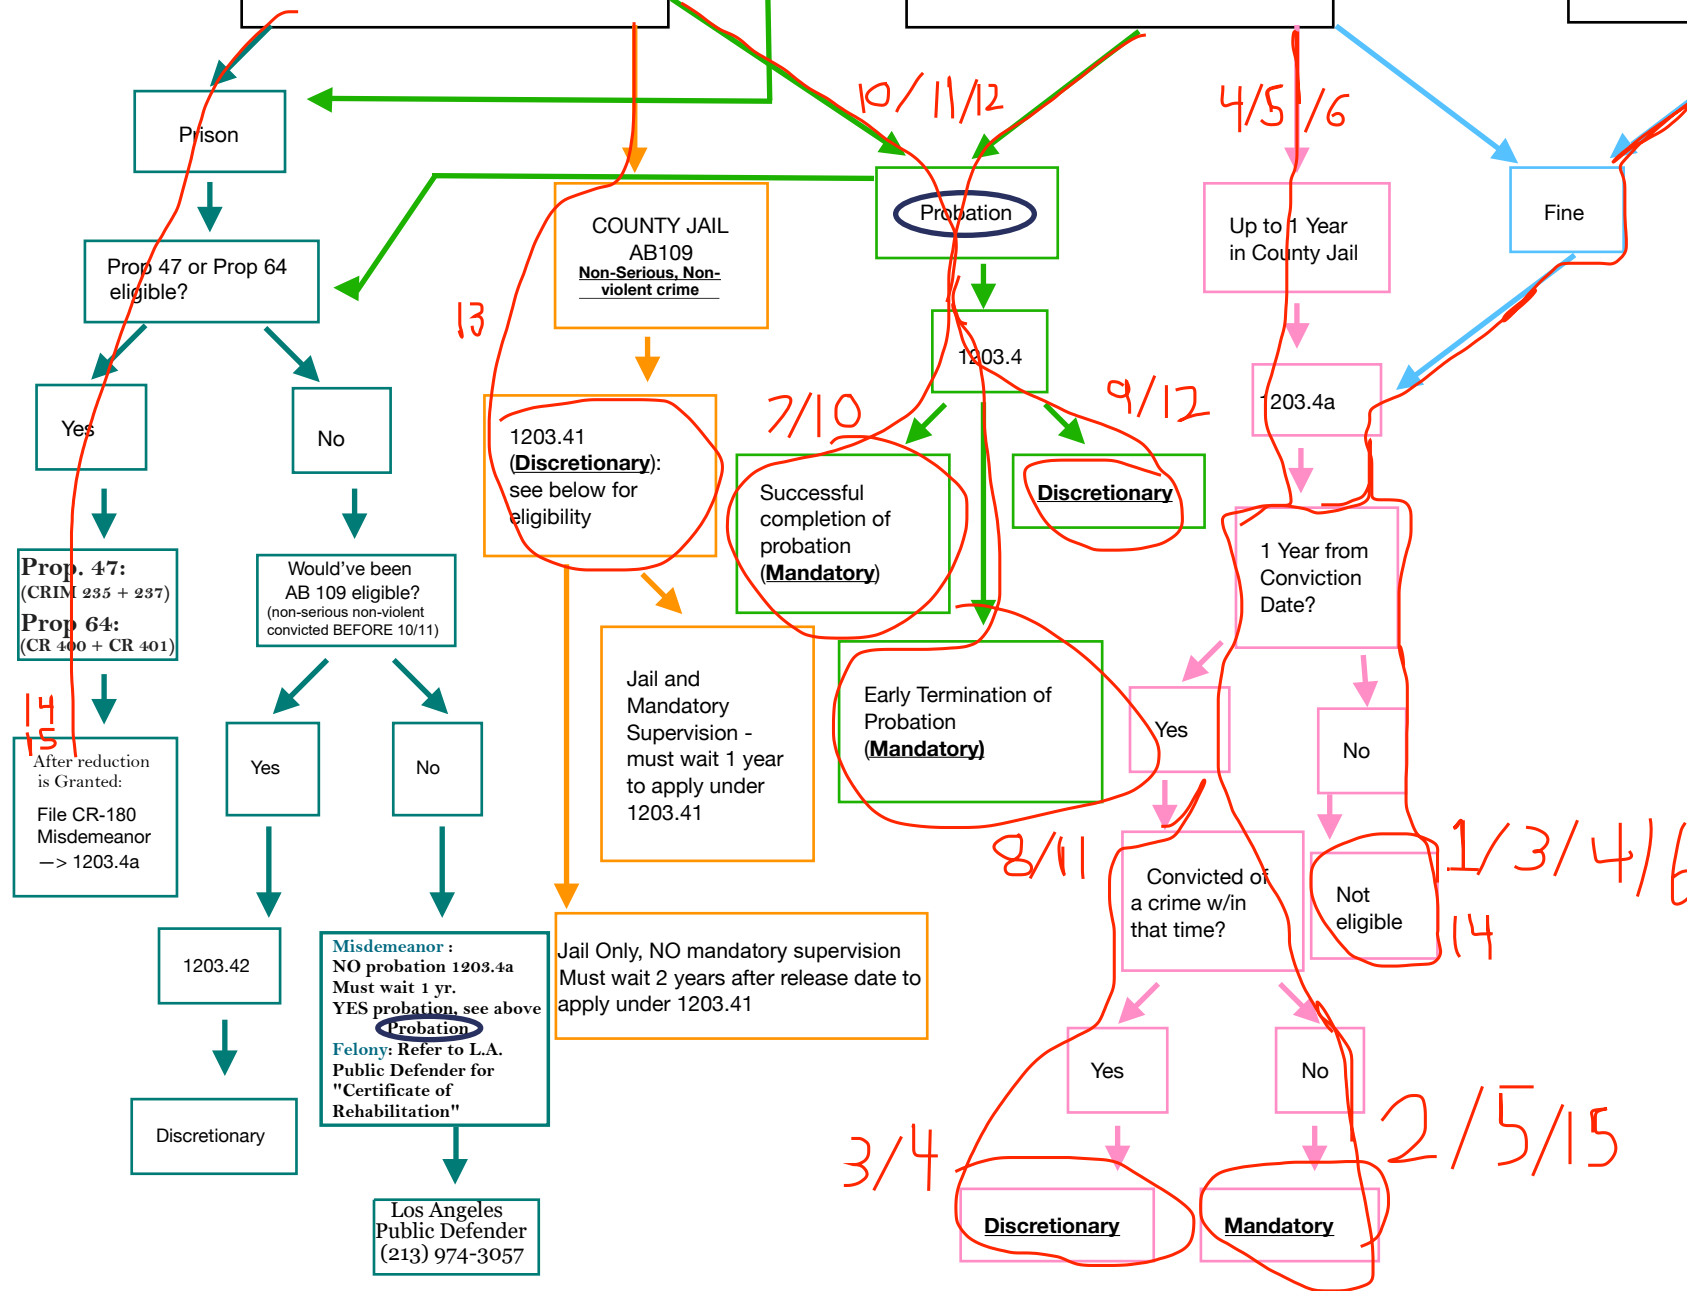 10/11/12
4/5/6
Prison
Probation
Up to 1 Year
in County Jail
Fine
COUNTY JAIL
AB109
Non-Serious, Non-
violent crime
Prop 47 or Prop 64
eligible?
13
1203.4
1203.4a
Yes
No
1203.41
(Discretionary):
see below for
eligibility
7/10
9/12
Successful
completion of
probation
(Mandatory)
Discretionary
1 Year from
Conviction
Date?
Prop. 47:
(CRIM 235 + 237)
Prop 64:
(CR 400 + CR 401)
Would've been
AB 109 eligible?
(non-serious non-violent
convicted BEFORE 10/11)
Jail and
Mandatory
Supervision -
must wait 1 year
to apply under
1203.41
Early Termination of
Probation
(Mandatory)
Yes
No
14
15
After reduction
is Granted:
File CR-180
Misdemeanor
—> 1203.4a
Yes
No
8/11
Convicted of
a crime w/in
that time?
Not
eligible
1/3/4/6
14
1203.42
Misdemeanor :
NO probation 1203.4a
Must wait 1 yr.
YES probation, see above
Probation
Felony: Refer to L.A.
Public Defender for
"Certificate of
Rehabilitation"
Jail Only, NO mandatory supervision
Must wait 2 years after release date to
apply under 1203.41
Yes
No
Discretionary
3/4
2/5/15
Discretionary
Mandatory
Los Angeles
Public Defender
(213) 974-3057